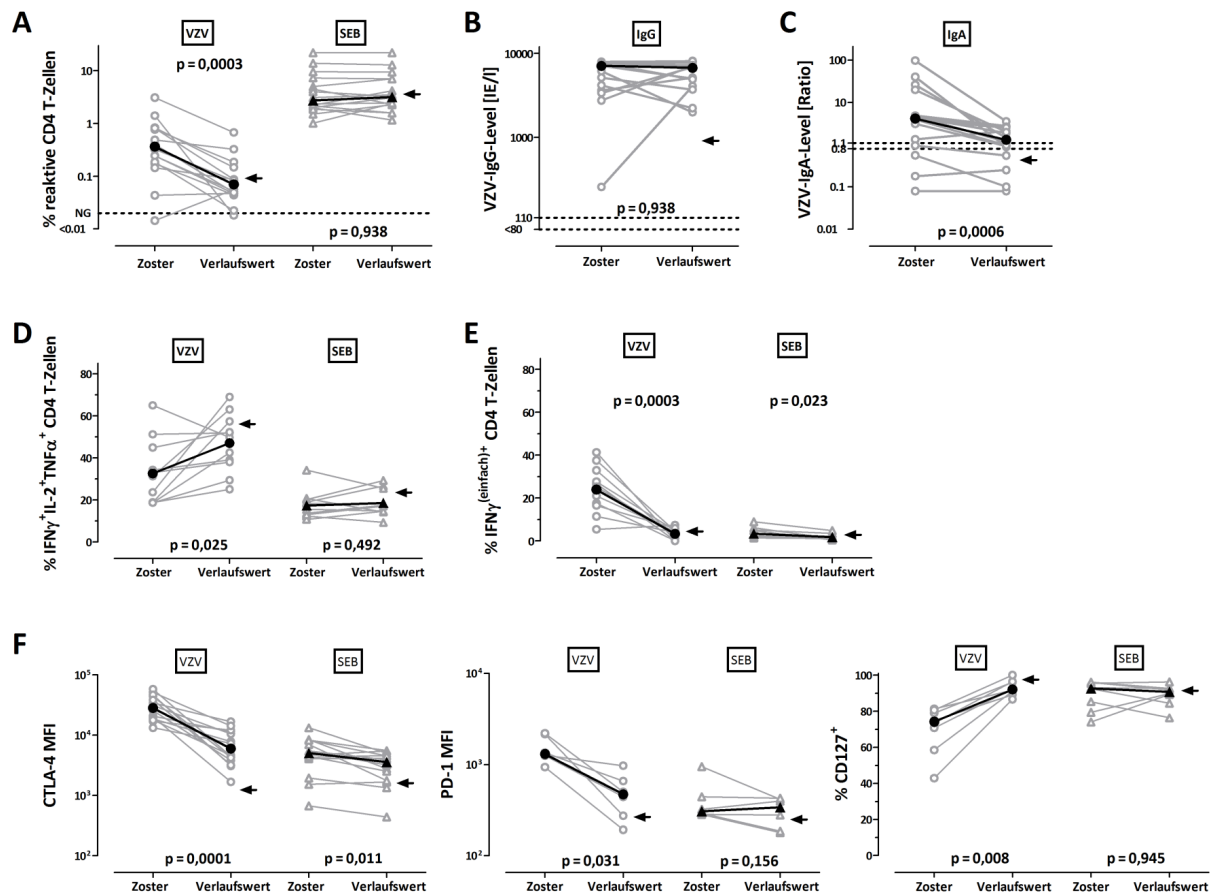 A
VZV
SEB
p = 0,0003
% reaktive CD4 T-Zellen
10
1
0.1
NG
<0.01
p = 0,938
Zoster
Verlaufswert
Zoster
Verlaufswert
B
IgG
VZV-IgG-Level [IE/l]
10000
1000
110
<80
p = 0,938
Zoster
Verlaufswert
C
IgA
VZV-IgA-Level [Ratio]
100
10
1.1
0.8
0.1
0.01
p = 0,0006
Zoster
Verlaufswert
D
VZV
SEB
% IFNγ+IL-2+TNFα+ CD4 T-Zellen
80
60
40
20
0
p = 0,025
p = 0,492
Zoster
Verlaufswert
Zoster
Verlaufswert
E
VZV
SEB
% IFNγ(einfach)+ CD4 T-Zellen
80
60
40
20
0
p = 0,0003
p = 0,023
Zoster
Verlaufswert
Zoster
Verlaufswert
F
VZV
SEB
CTLA-4 MFI
10⁵
10⁴
10³
10²
p = 0,0001
p = 0,011
Zoster
Verlaufswert
Zoster
Verlaufswert
VZV
SEB
PD-1 MFI
10⁴
10³
10²
p = 0,031
p = 0,156
Zoster
Verlaufswert
Zoster
Verlaufswert
VZV
SEB
% CD127+
100
80
60
40
20
0
p = 0,008
p = 0,945
Zoster
Verlaufswert
Zoster
Verlaufswert